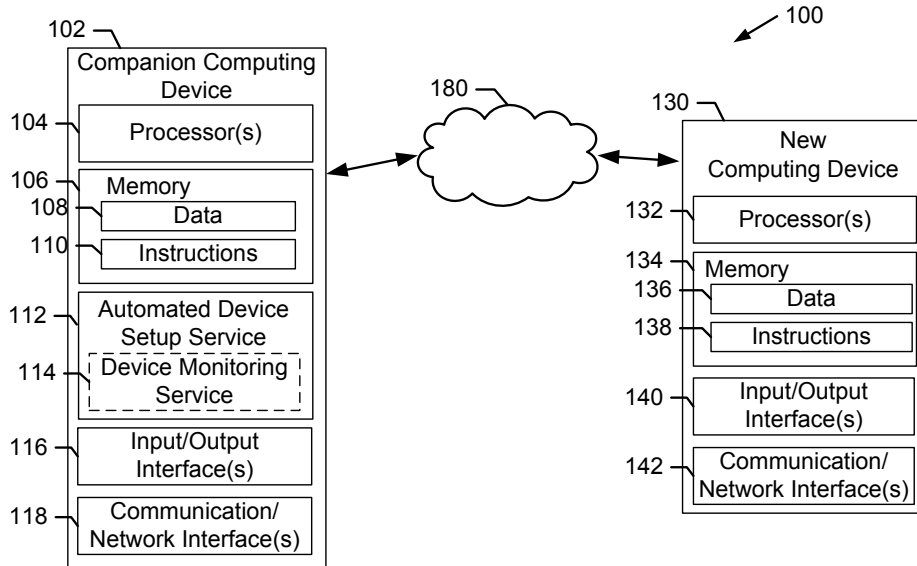 100
102
Companion Computing
Device
104
Processor(s)
106
Memory
108
Data
110
Instructions
112
Automated Device
Setup Service
114
Device Monitoring
Service
116
Input/Output
Interface(s)
118
Communication/
Network Interface(s)
180
130
New
Computing Device
132
Processor(s)
134
Memory
136
Data
138
Instructions
140
Input/Output
Interface(s)
142
Communication/
Network Interface(s)